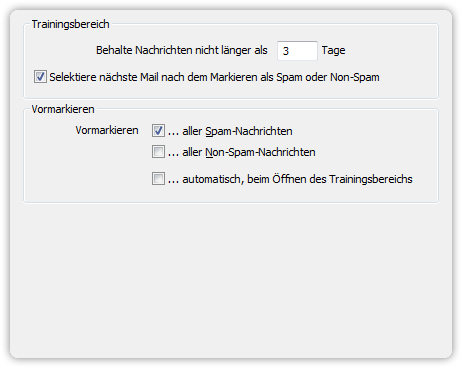 Trainingsbereich
Behalte Nachrichten nicht länger als 3 Tage
Selektiere nächste Mail nach dem Markieren als Spam oder Non-Spam
Vormarkieren
Vormarkieren ... aller Spam-Nachrichten
... aller Non-Spam-Nachrichten
... automatisch, beim Öffnen des Trainingsbereichs